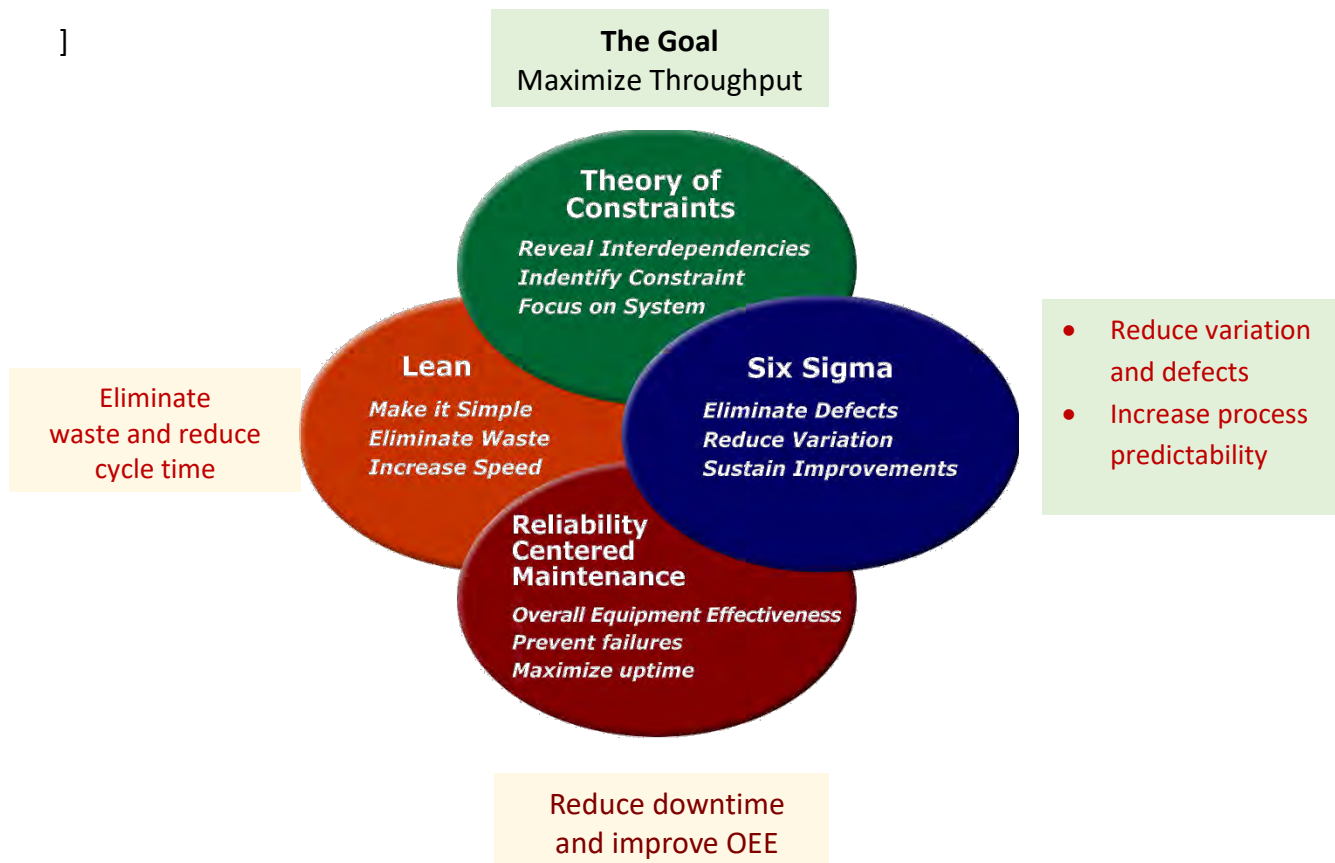 ]
The Goal
Maximize Throughput
Theory of
Constraints
Reveal Interdependencies
Indentify Constraint
Focus on System
Lean
Make it Simple
Eliminate Waste
Increase Speed
Six Sigma
Eliminate Defects
Reduce Variation
Sustain Improvements
Eliminate
waste and reduce
cycle time
• Reduce variation
and defects
• Increase process
predictability
Reliability
Centered
Maintenance
Overall Equipment Effectiveness
Prevent failures
Maximize uptime
Reduce downtime
and improve OEE